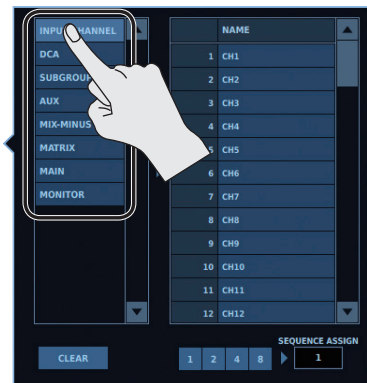 INPUT CHANNEL
DCA
SUBGROUP
AUX
MIX-MINUS
MATRIX
MAIN
MONITOR
NAME
1 CH1
2 CH2
3 CH3
4 CH4
5 CH5
6 CH6
7 CH7
8 CH8
9 CH9
10 CH10
11 CH11
12 CH12
SEQUENCE ASSIGN
CLEAR
1 2 4 8
1